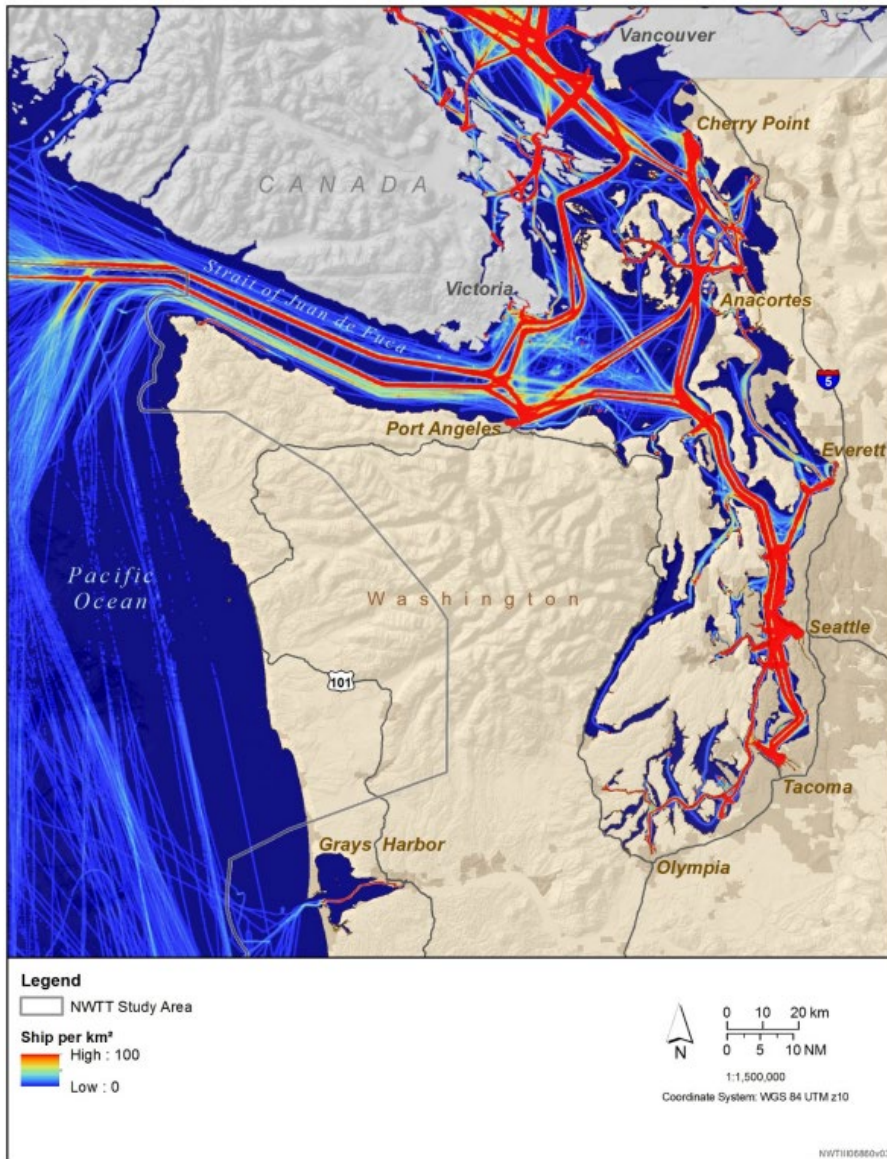 Vancouver
Cherry Point
CANADA
Strait of Juan de Fuca
Victoria
Anacortes
5
Port Angeles
Everett
Pacific
Ocean
Washington
Seattle
101
Tacoma
Grays Harbor
Olympia
Legend
NWTT Study Area
Ship per km²
High : 100
Low : 0
N
0 10 20 km
0 5 10 NM
1:1,500,000
Coordinate System: WGS 84 UTM z10